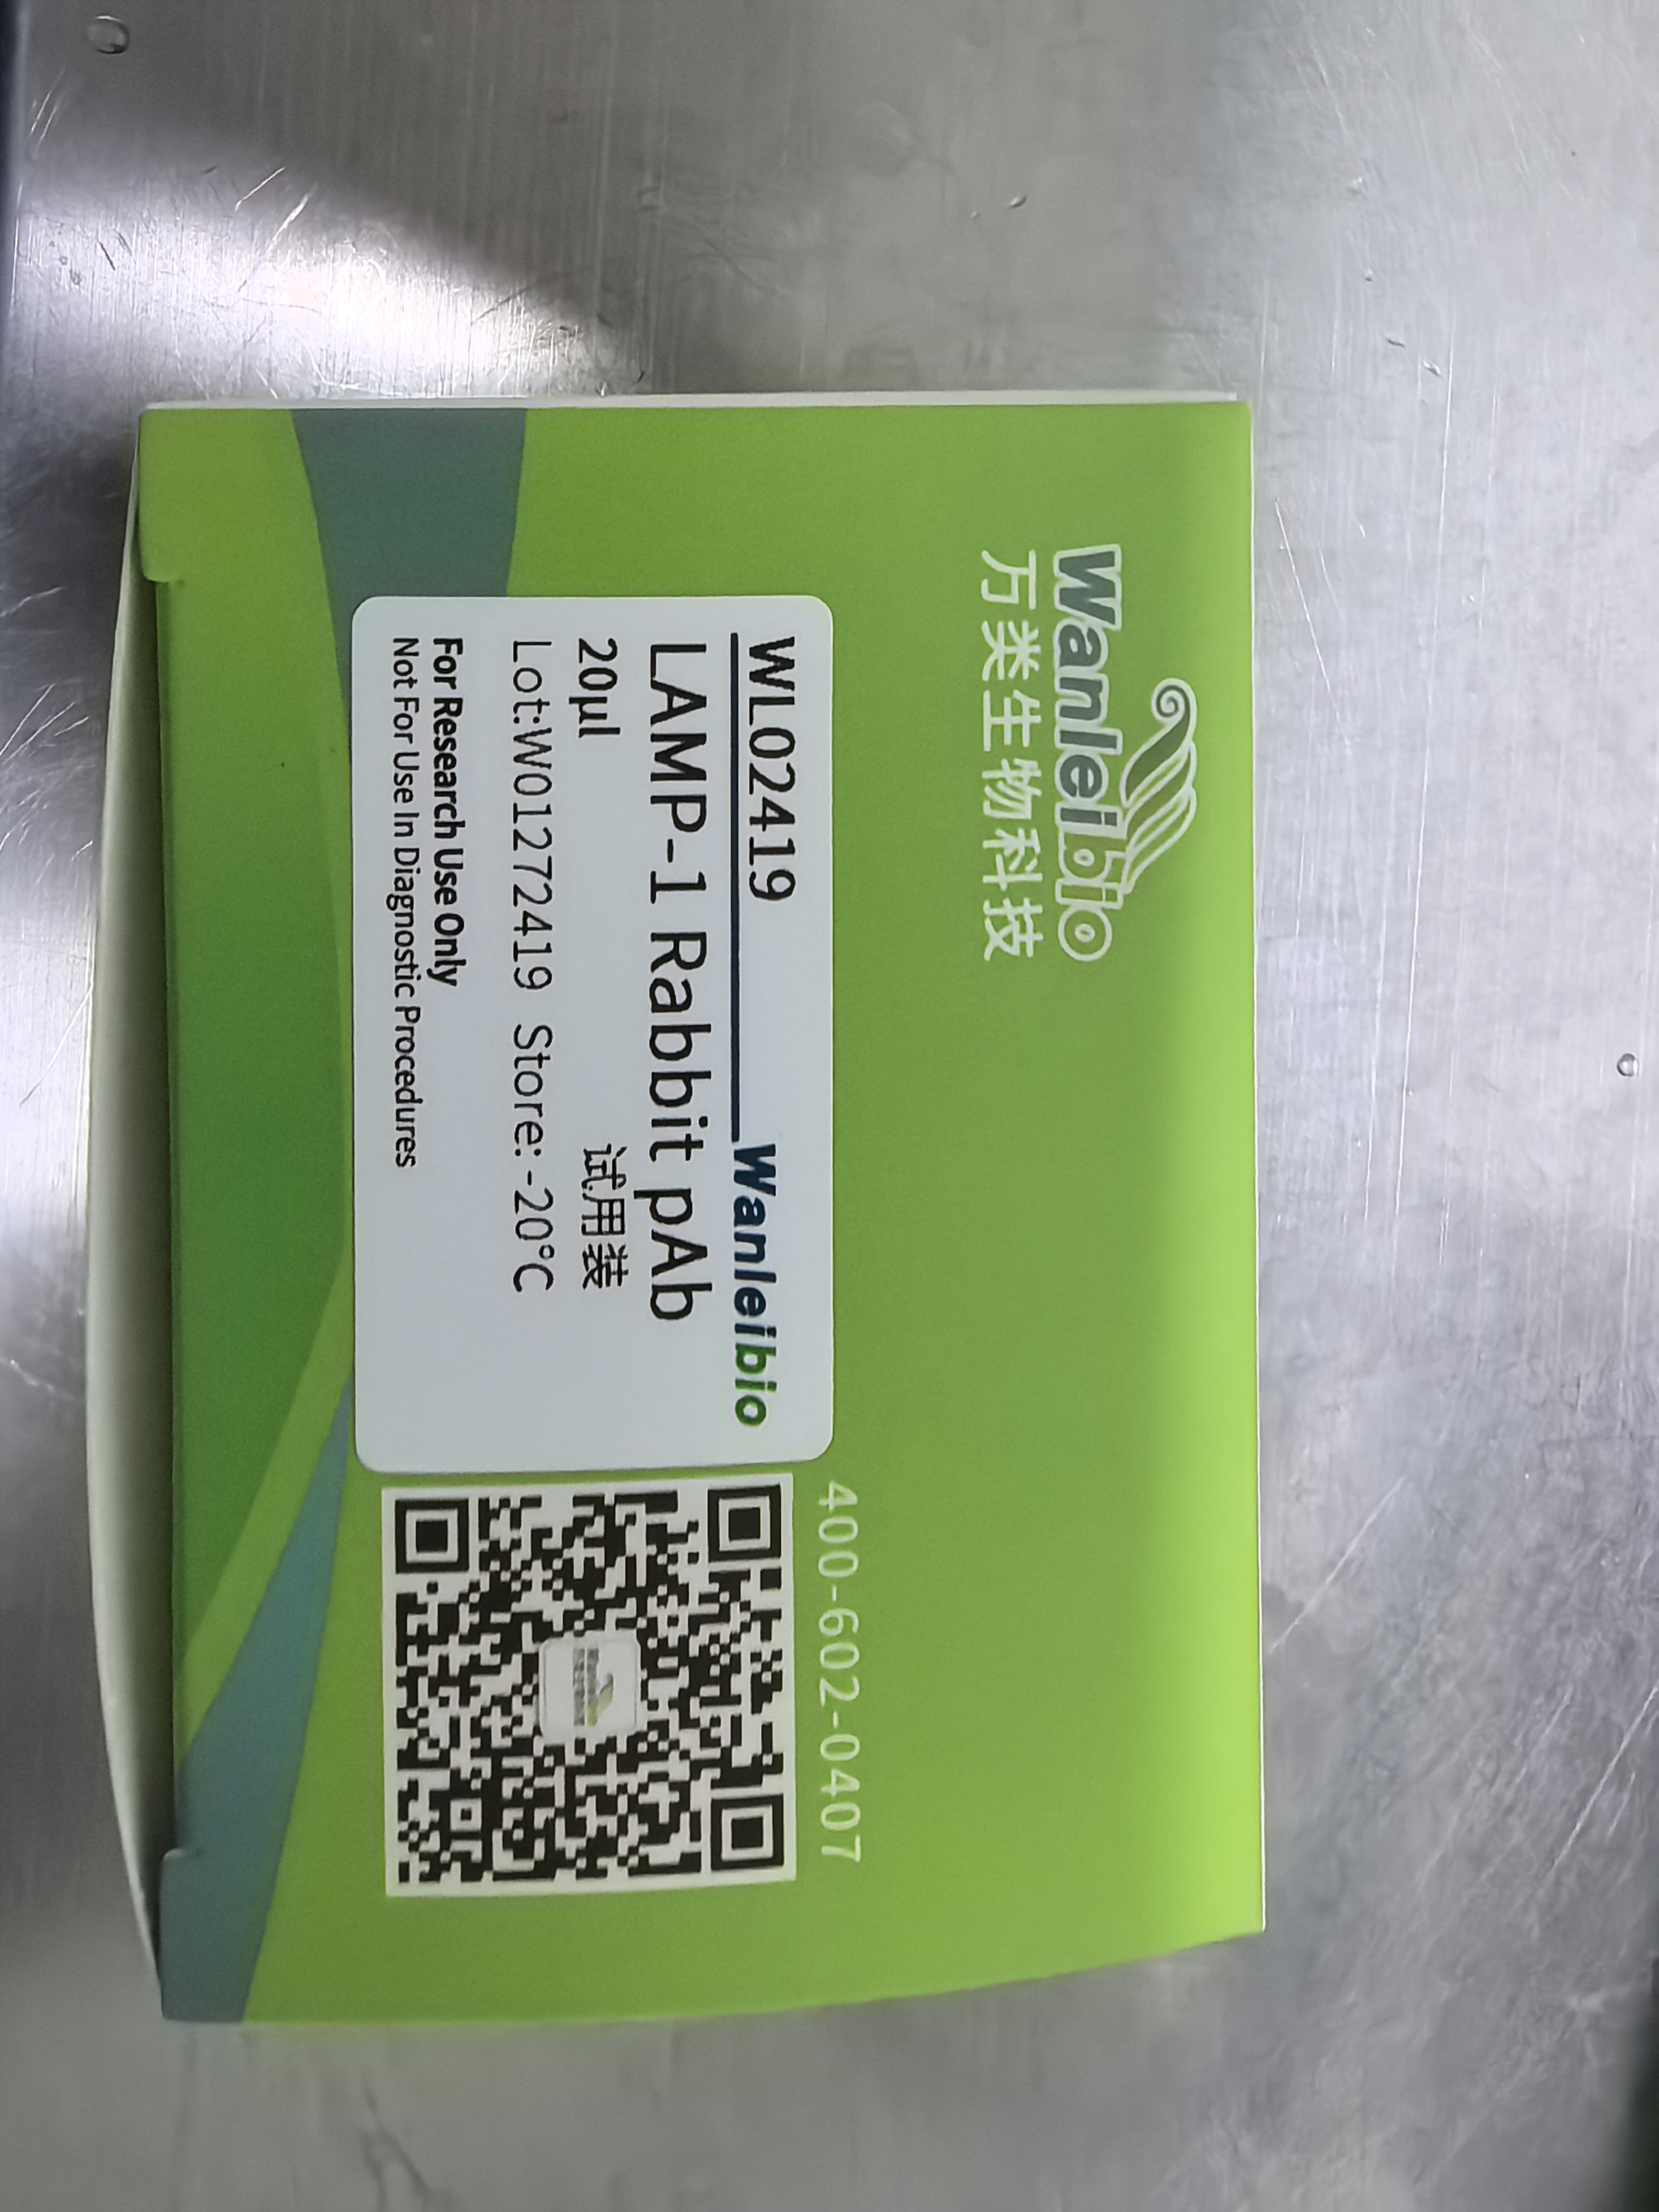 Wanleibio
万类生物科技
400-602-0407
WL02419
Wanleibio
LAMP-1 Rabbit pAb
20μl 试用装
Lot:W01272419 Store:-20°C
For Research Use Only
Not For Use In Diagnostic Procedures